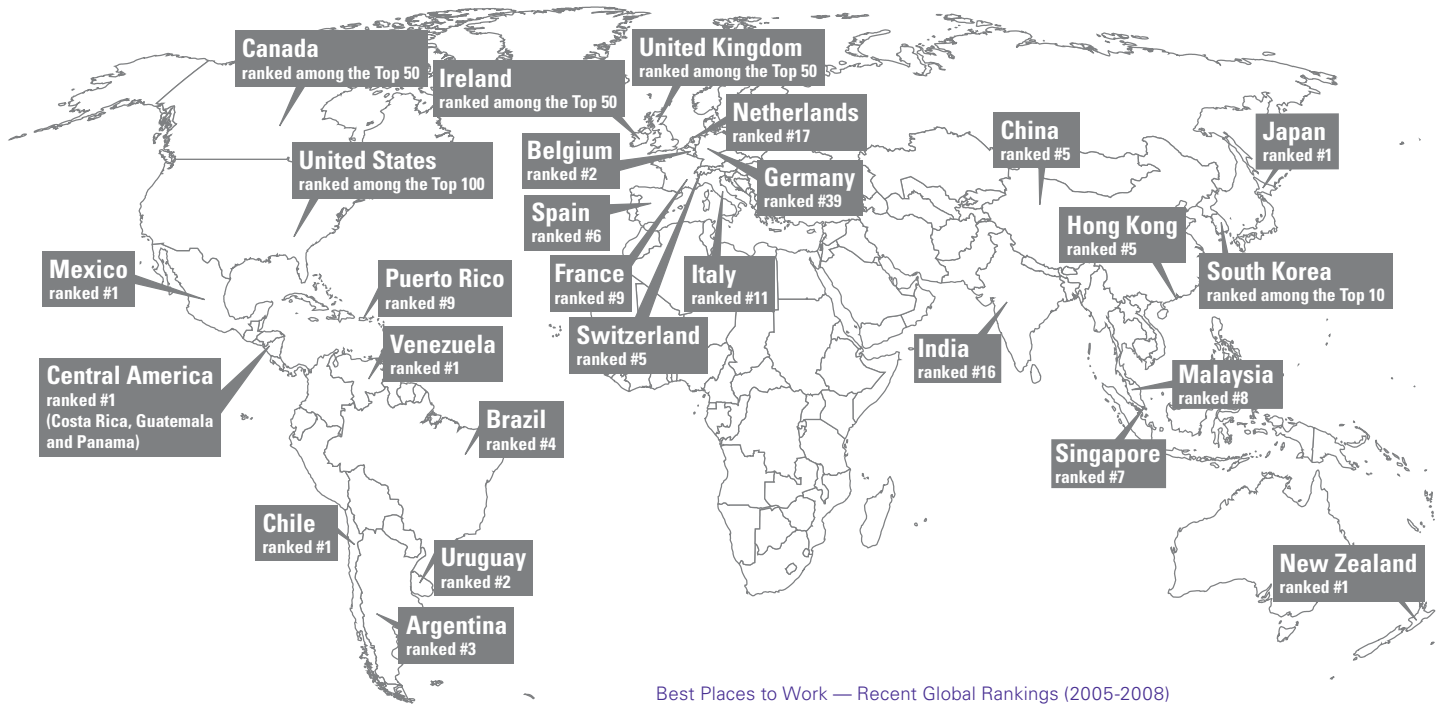 Canada
ranked among the Top 50
United Kingdom
ranked among the Top 50
Ireland
ranked among the Top 50
Netherlands
ranked #17
China
ranked #5
Japan
ranked #1
United States
ranked among the Top 100
Belgium
ranked #2
Germany
ranked #39
Spain
ranked #6
Hong Kong
ranked #5
Mexico
ranked #1
Puerto Rico
ranked #9
France
ranked #9
Italy
ranked #11
South Korea
ranked among the Top 10
Switzerland
ranked #5
Venezuela
ranked #1
India
ranked #16
Central America
ranked #1
(Costa Rica, Guatemala
and Panama)
Malaysia
ranked #8
Brazil
ranked #4
Singapore
ranked #7
Chile
ranked #1
Uruguay
ranked #2
New Zealand
ranked #1
Argentina
ranked #3
Best Places to Work — Recent Global Rankings (2005-2008)